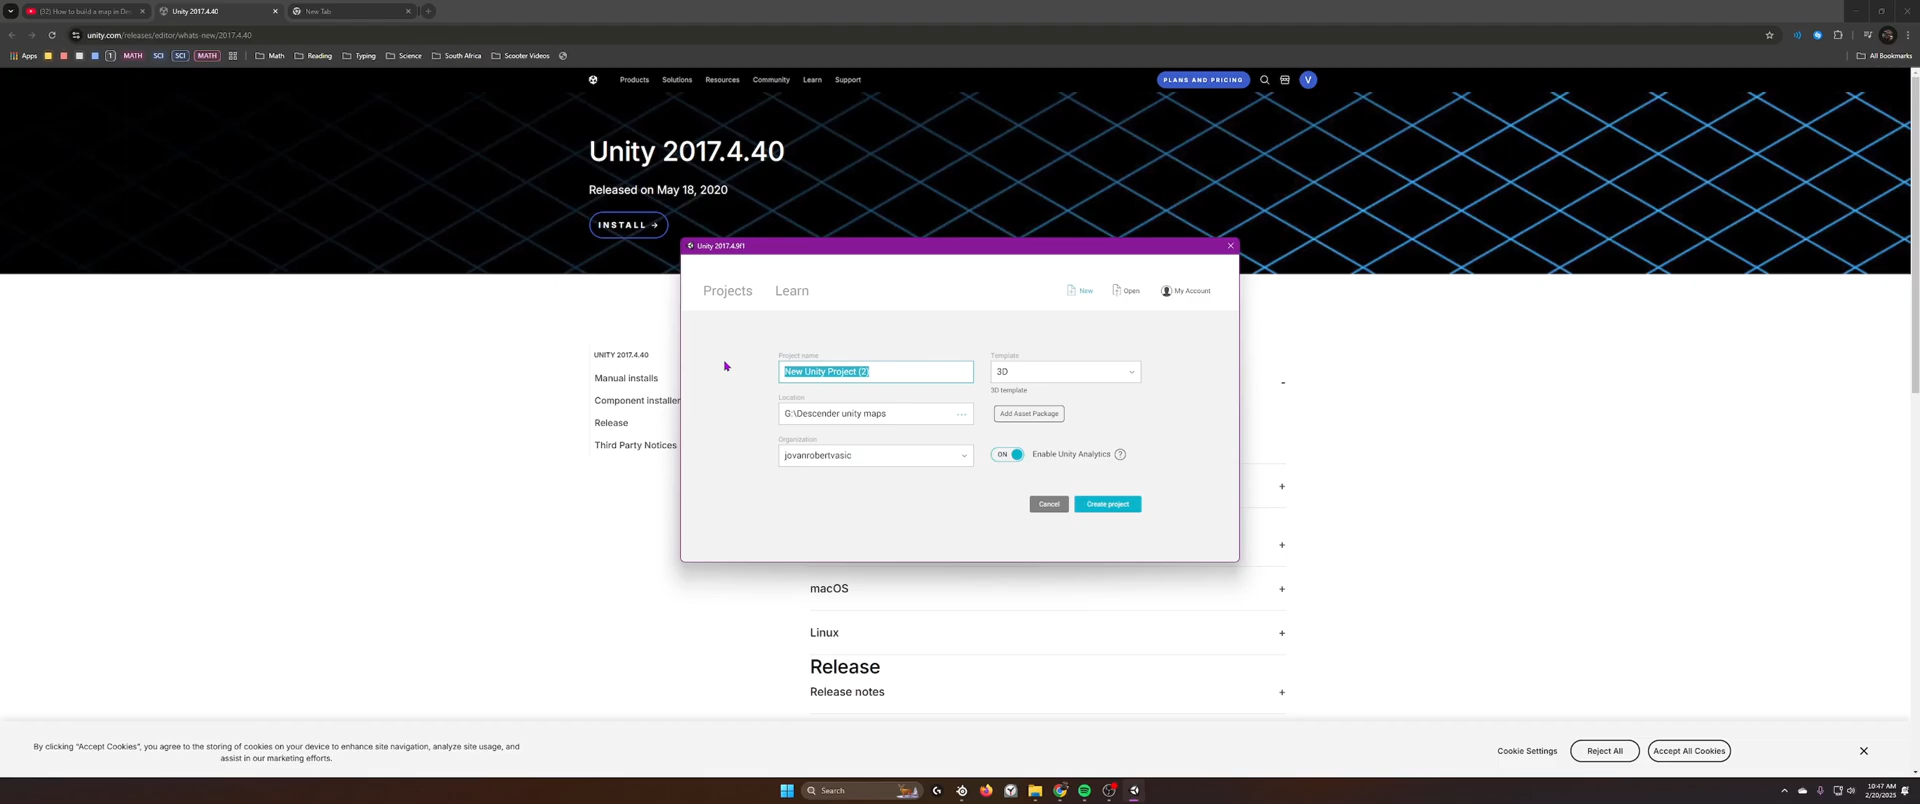 (32) How to build a map in Des
Unity 2017.4.40
New Tab
unity.com/releases/editor/whats-new/2017.4.40
Apps
1
MATH
SCI
SCI
MATH
Math
Reading
Typing
Science
South Africa
Scooter Videos
All Bookmarks
Products
Solutions
Resources
Community
Learn
Support
PLANS AND PRICING
V
Unity 2017.4.40
Released on May 18, 2020
INSTALL →
Unity 2017.4.9f1
Projects
Learn
New
Open
My Account
UNITY 2017.4.40
Manual installs
Component installer
Release
Third Party Notices
Project name
New Unity Project (2)
Template
3D
3D template
Location
G:\Descender unity maps
...
Add Asset Package
Organization
jovanrobertvasic
ON
Enable Unity Analytics ?
Cancel
Create project
macOS
Linux
Release
Release notes
By clicking "Accept Cookies", you agree to the storing of cookies on your device to enhance site navigation, analyze site usage, and
assist in our marketing efforts.
Cookie Settings
Reject All
Accept All Cookies
Search
10:47 AM
2/20/2025